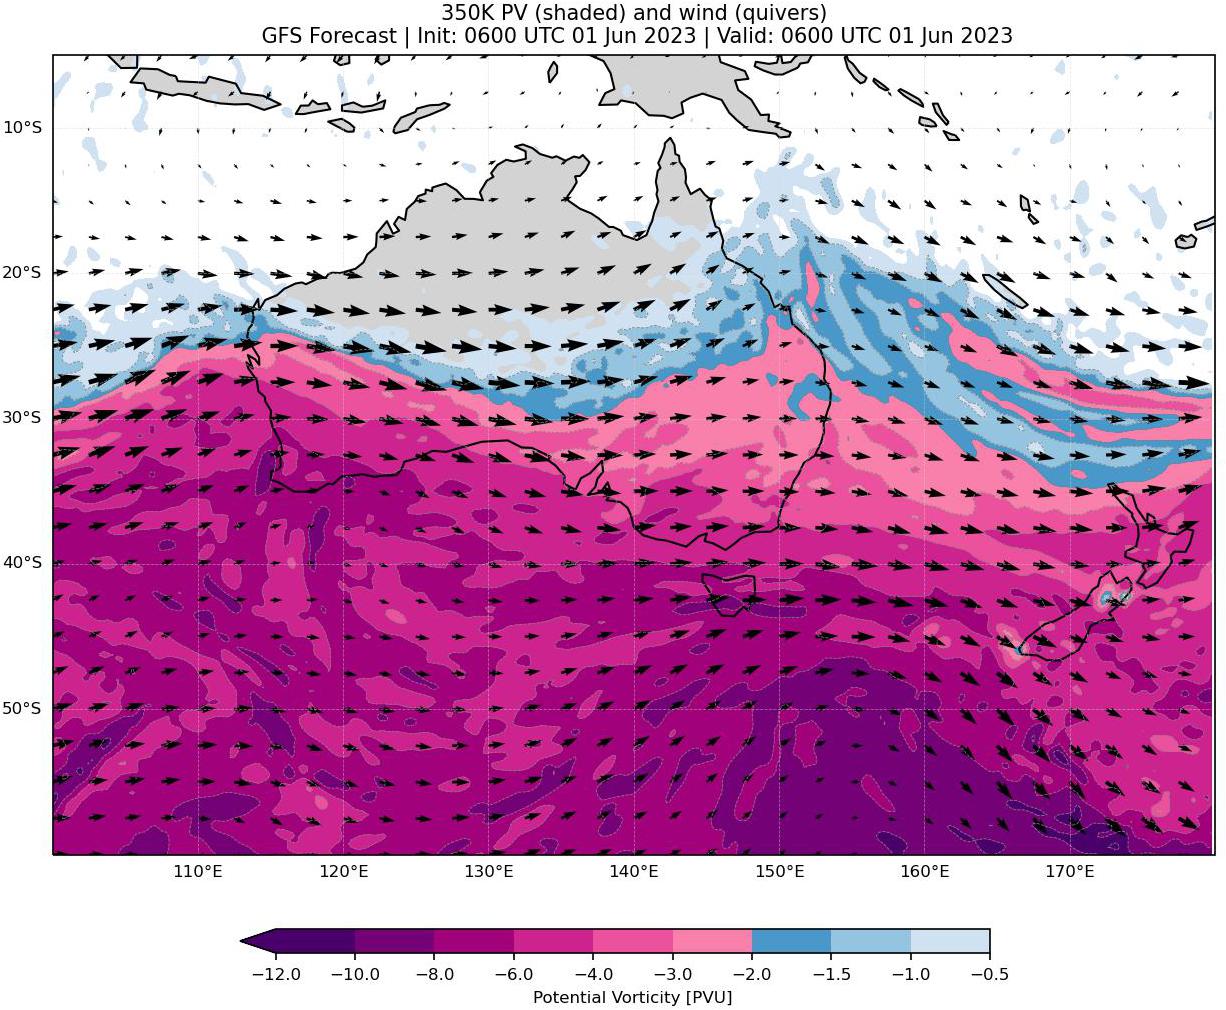 350K PV (shaded) and wind (quivers)
GFS Forecast | Init: 0600 UTC 01 Jun 2023 | Valid: 0600 UTC 01 Jun 2023
10°S
20°S
30°S
40°S
50°S
110°E 120°E 130°E 140°E 150°E 160°E 170°E
−12.0 −10.0 −8.0 −6.0 −4.0 −3.0 −2.0 −1.5 −1.0 −0.5
Potential Vorticity [PVU]